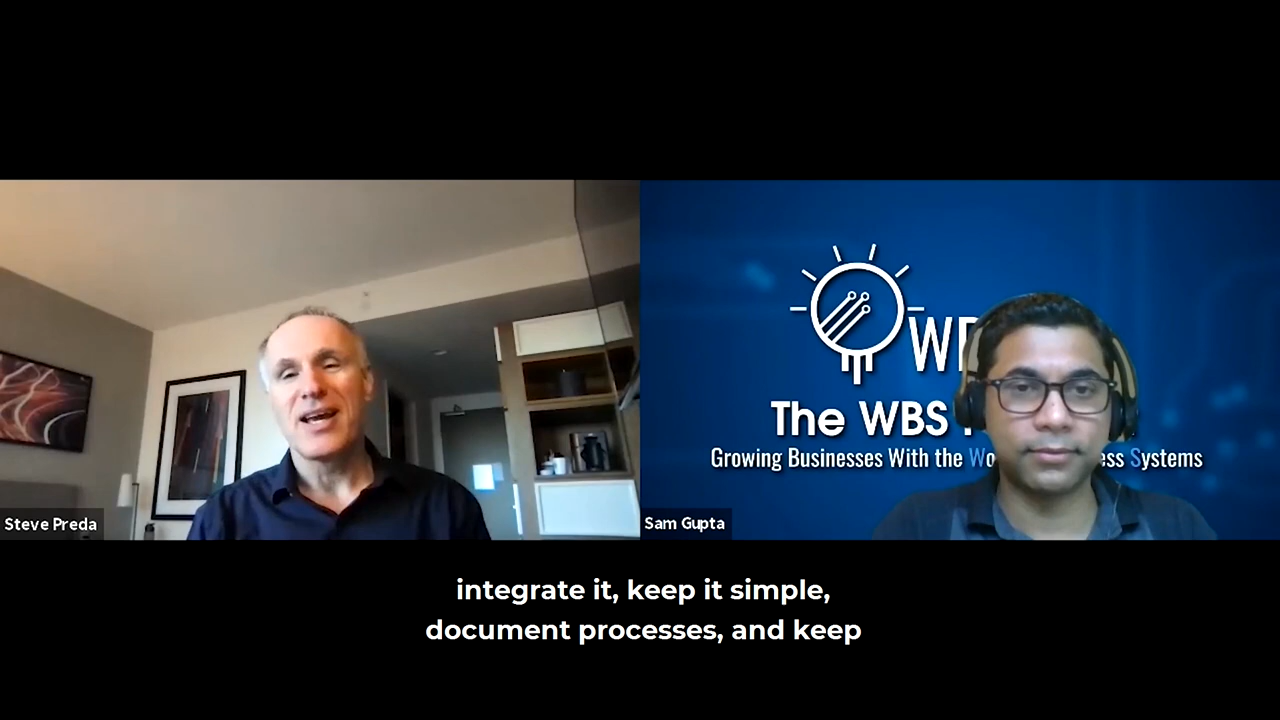 The WBS
Growing Businesses With the ess Systems
Steve Preda
Sam Gupta
integrate it, keep it simple,
document processes, and keep